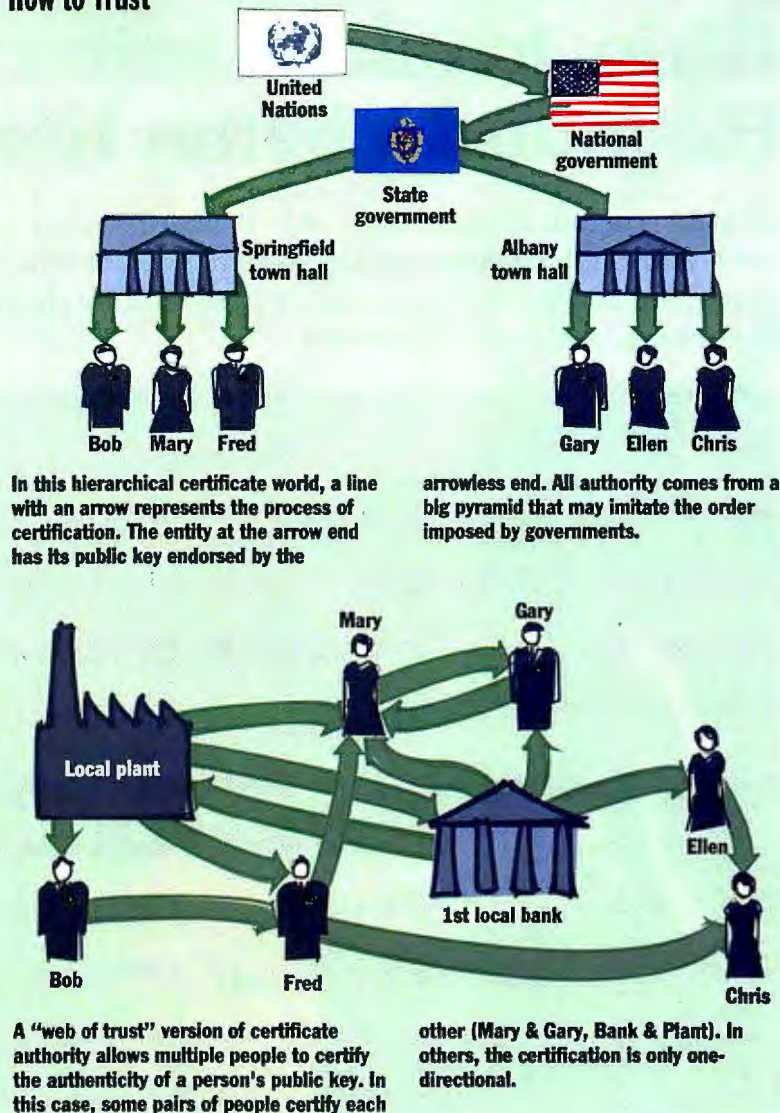 How to Trust
United
Nations
National
government
State
government
Springfield
town hall
Albany
town hall
Bob Mary Fred
Gary Ellen Chris
In this hierarchical certificate world, a line
with an arrow represents the process of
certification. The entity at the arrow end
has its public key endorsed by the
arrowless end. All authority comes from a
big pyramid that may imitate the order
imposed by governments.
Mary
Gary
Local plant
Ellen
1st local bank
Bob
Fred
Chris
A “web of trust” version of certificate
authority allows multiple people to certify
the authenticity of a person's public key. In
this case, some pairs of people certify each
other (Mary & Gary, Bank & Plant). In
others, the certification is only one-
directional.